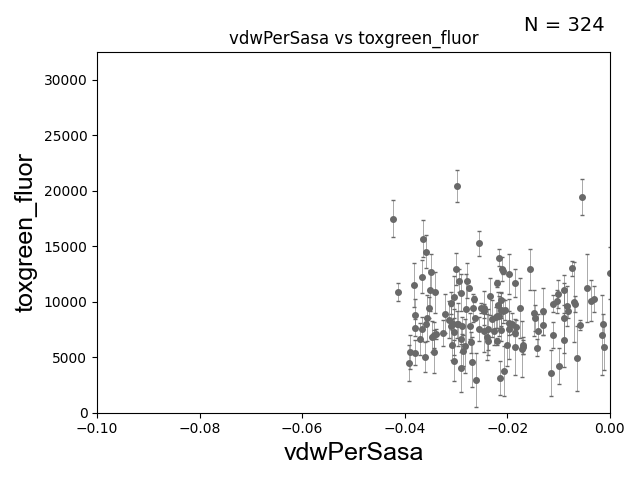 N = 324
vdwPerSasa vs toxgreen_fluor
toxgreen_fluor
30000
25000
20000
15000
10000
5000
0
−0.10 −0.08 −0.06 −0.04 −0.02 0.00
vdwPerSasa